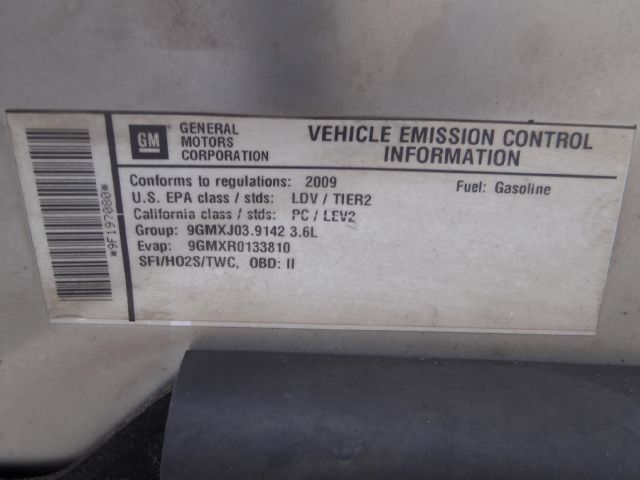 *9F197080*
GM
GENERAL
MOTORS
CORPORATION
VEHICLE EMISSION CONTROL
INFORMATION
Conforms to regulations: 2009
Fuel: Gasoline
U.S. EPA class / stds: LDV / TIER2
California class / stds: PC / LEV2
Group: 9GMXJ03.9142 3.6L
Evap: 9GMXR0133810
SFI/HO2S/TWC, OBD: II